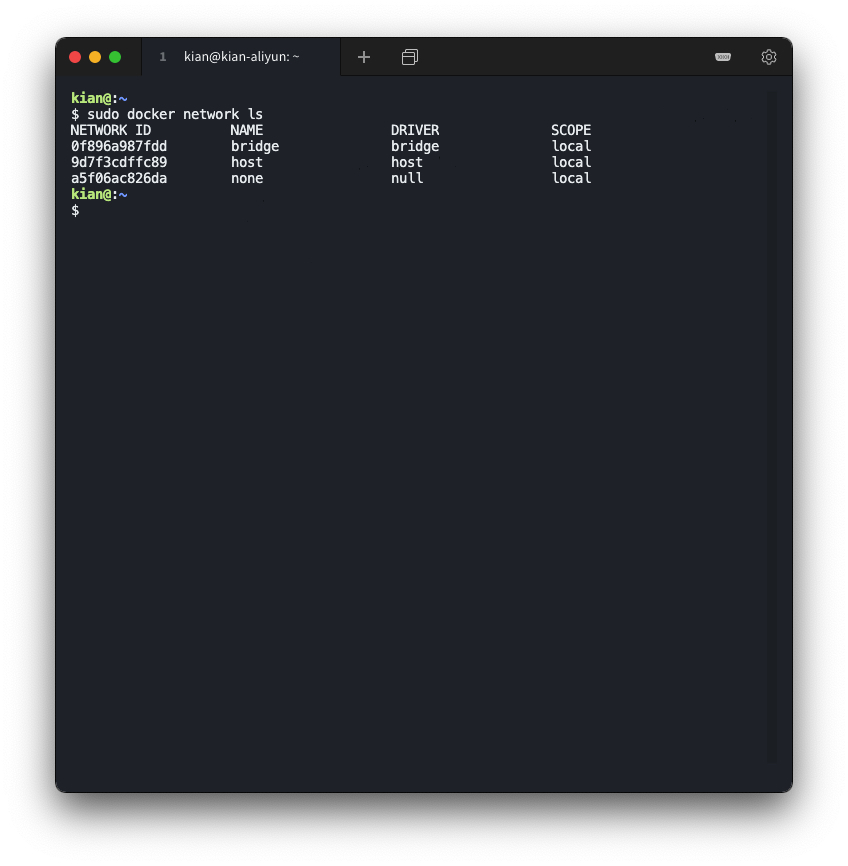 1 kian@kian-aliyun: ~
kian@:~
$ sudo docker network ls
NETWORK ID NAME DRIVER SCOPE
0f896a987fdd bridge bridge local
9d7f3cdffc89 host host local
a5f06ac826da none null local
kian@:~
$